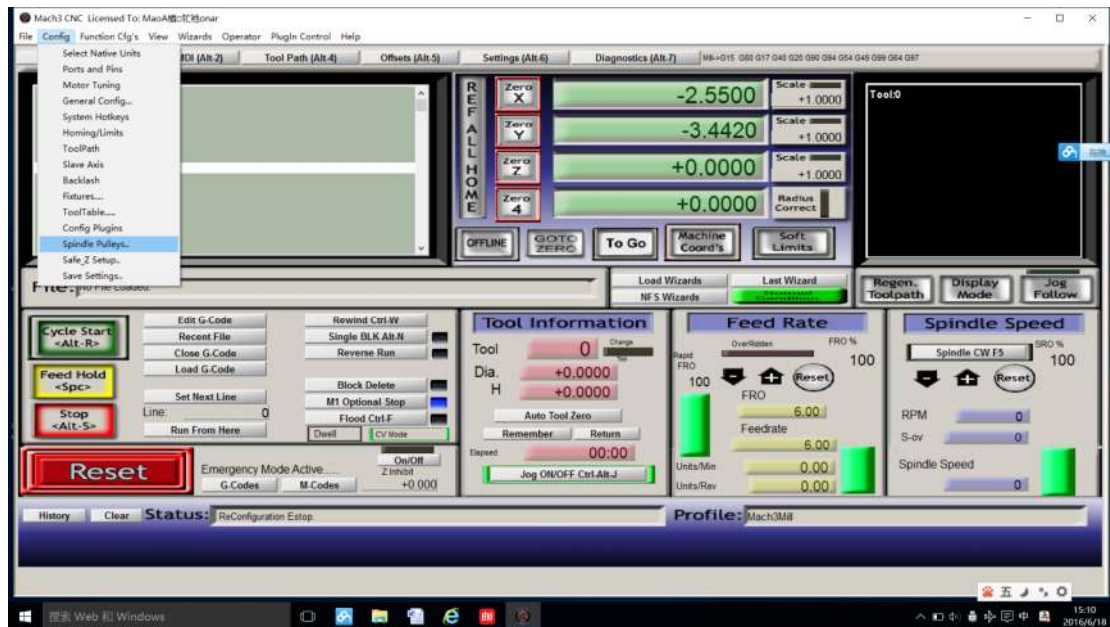 Mach3 CNC Licensed To:
File Config Function Cfg's View Wizards Operator PlugIn Control Help
Select Native Units
Ports and Pins
Motor Tuning
General Config...
System Hotkeys
Homing/Limits
ToolPath
Slave Axis
Backlash
Fixtures....
ToolTable.....
Config Plugins
Spindle Pulleys..
Safe_Z Setup..
Save Settings..
MDI (Alt-2)
Tool Path (Alt-4)
Offsets (Alt-5)
Settings (Alt-6)
Diagnostics (Alt-7)
REF ALL HOME
Zero X
-2.5500
Scale
+1.0000
Zero Y
-3.4420
Scale
+1.0000
Zero Z
+0.0000
Scale
+1.0000
Zero 4
+0.0000
Radius Correct
OFFLINE
GOTO ZERO
To Go
Machine Coord's
Soft Limits
Tool:0
File: No File Loaded.
Load Wizards
Last Wizard
NFS Wizards
Regen. Toolpath
Display Mode
Jog Follow
Cycle Start
<Alt-R>
Feed Hold
<Spc>
Stop
<Alt-S>
Edit G-Code
Recent File
Close G-Code
Load G-Code
Set Next Line
Line: 0
Run From Here
Rewind Ctrl-W
Single BLK Alt-N
Reverse Run
Block Delete
M1 Optional Stop
Flood Ctrl-F
Dwell
CV Mode
Reset
Emergency Mode Active......
G-Codes
M-Codes
On/Off
Z Inhibit
+0.000
Tool Information
Tool 0
Change
Tool
Dia. +0.0000
H +0.0000
Auto Tool Zero
Remember
Return
Elapsed 00:00
Jog ON/OFF Ctrl-Alt-J
Feed Rate
OverRidden
FRO %
100
Rapid FRO
100
Reset
FRO
6.00
Feedrate
6.00
Units/Min 0.00
Units/Rev 0.00
Spindle Speed
Spindle CW F5
SRO %
100
Reset
RPM 0
S-ov 0
Spindle Speed 0
History
Clear
Status: ReConfiguration Estop.
Profile: Mach3Mill
五
搜索 Web 和 Windows
中
15:10
2016/6/18